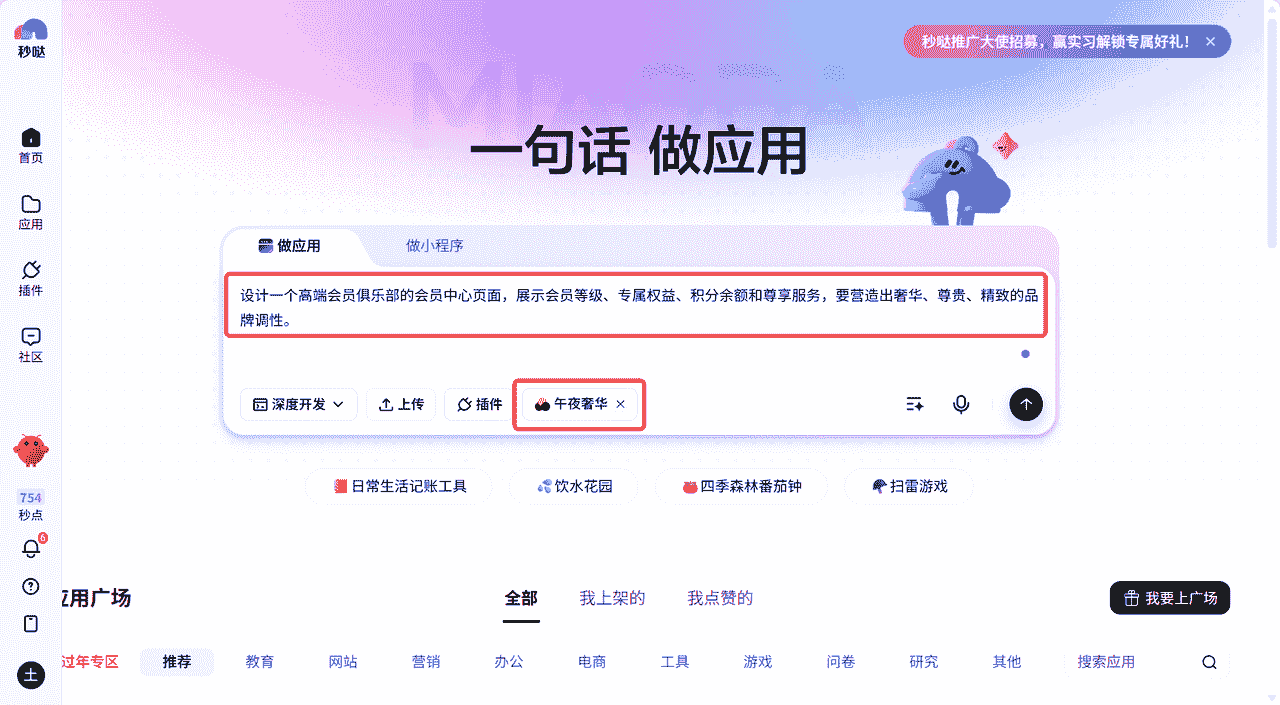 秒哒
秒哒推广大使招募，赢实习解锁专属好礼！
首页
应用
插件
社区
754
秒点
6
土
一句话 做应用
做应用
做小程序
设计一个高端会员俱乐部的会员中心页面，展示会员等级、专属权益、积分余额和尊享服务，要营造出奢华、尊贵、精致的品
牌调性。
深度开发
上传
插件
午夜奢华
日常生活记账工具
饮水花园
四季森林番茄钟
扫雷游戏
应用广场
全部
我上架的
我点赞的
我要上广场
过年专区
推荐
教育
网站
营销
办公
电商
工具
游戏
问卷
研究
其他
搜索应用